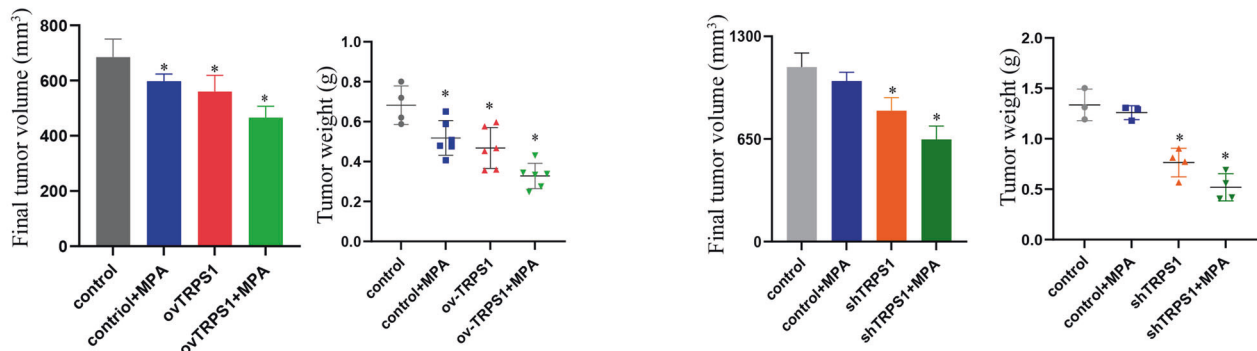 Final tumor volume (mm³)
800
600
400
600
0
*
*
*
control
contriol+MPA
ovTRPS1
ovTRPS1+MPA
Tumor weight (g)
1.0
0.8
0.6
0.4
0.2
0.0
*
*
*
control
control+MPA
ov-TRPS1
ov-TRPS1+MPA
Final tumor volume (mm³)
1300
650
0
*
*
control
control+MPA
shTRPS1
shTRPS1+MPA
Tumor weight (g)
2.0
1.5
1.0
0.5
0.0
*
*
control
control+MPA
shTRPS1
shTRPS1+MPA